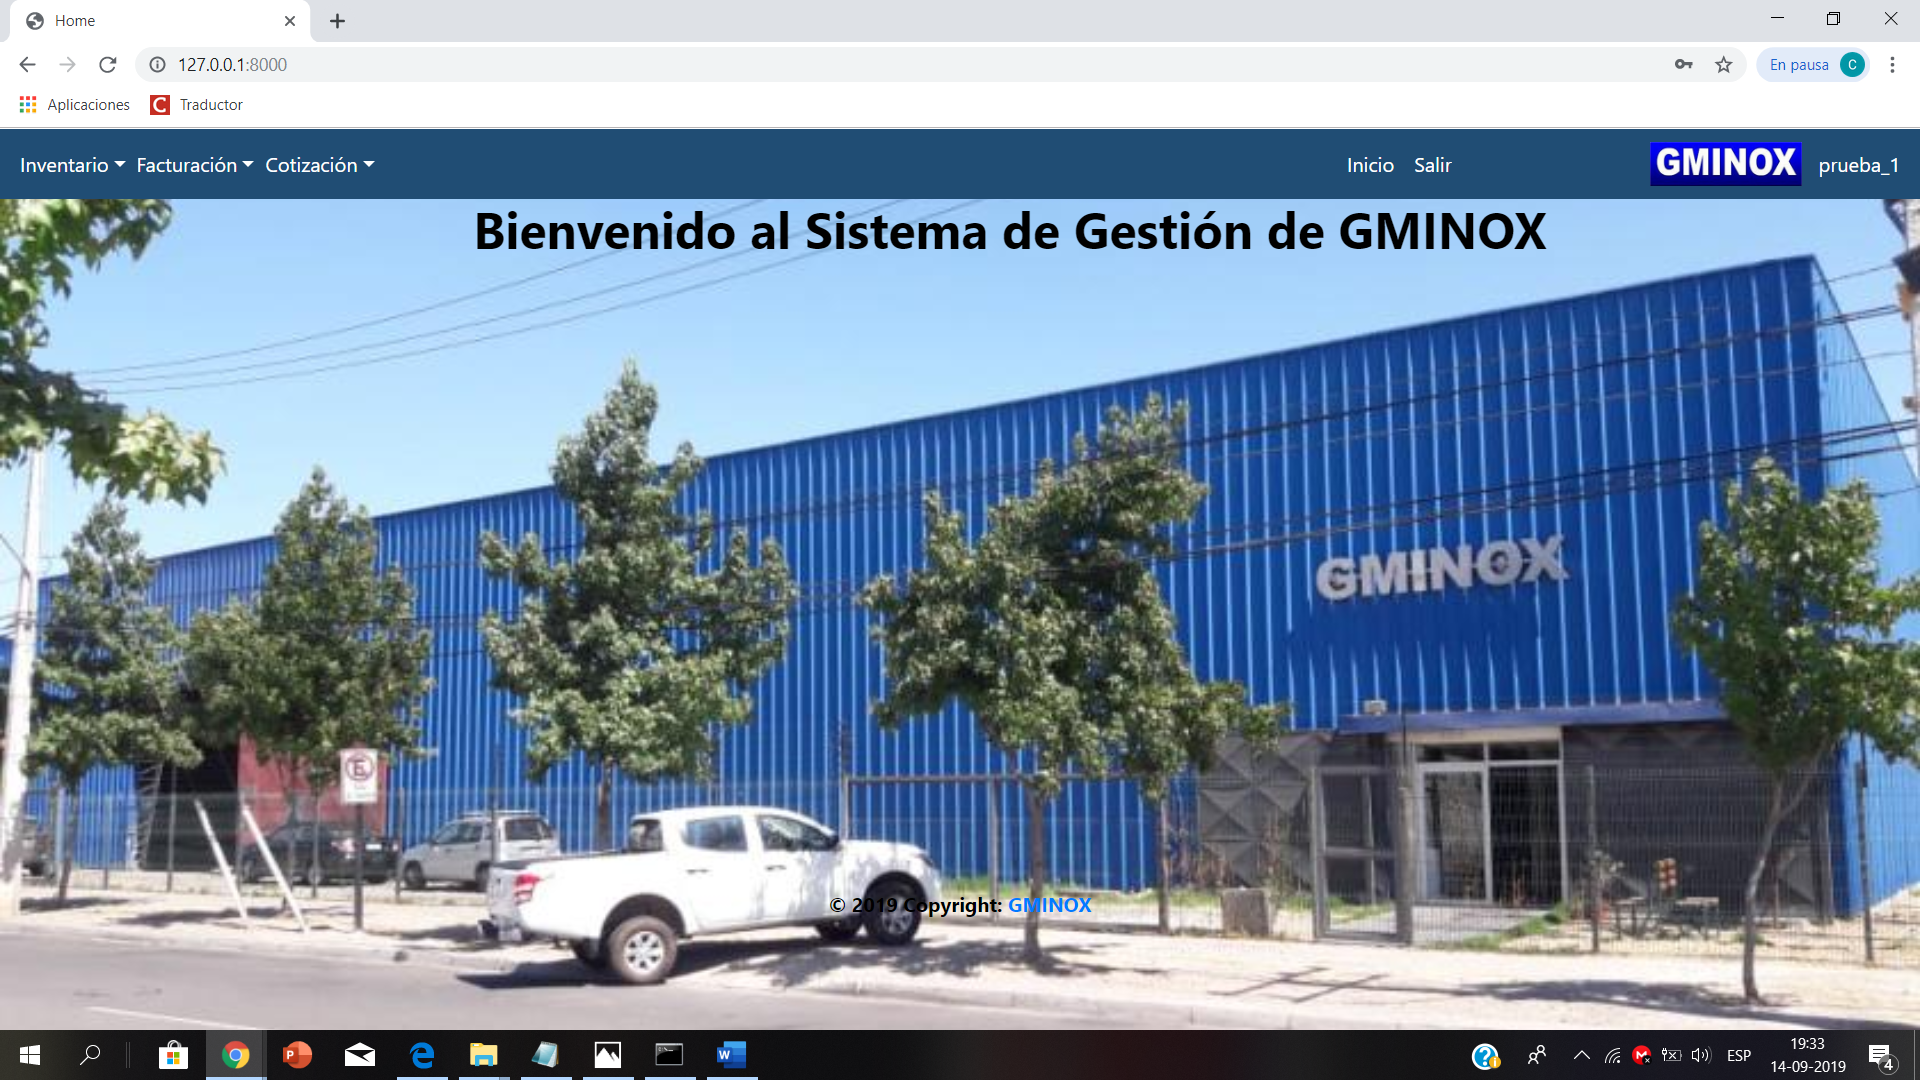 Home
127.0.0.1:8000
En pausa
C
Aplicaciones
C Traductor
Inventario
Facturación
Cotización
Inicio
Salir
GMINOX
prueba_1
Bienvenido al Sistema de Gestión de GMINOX
GMINOX
E
© 2019 Copyright: GMINOX
ESP
19:33
14-09-2019
4